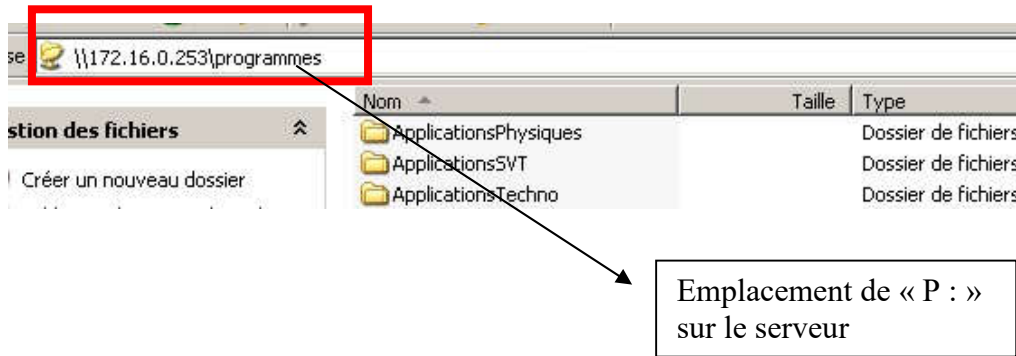 se \\172.16.0.253\programmes
Nom Taille Type
stion des fichiers
ApplicationsPhysiques Dossier de fichiers
Créer un nouveau dossier
ApplicationsSVT Dossier de fichiers
ApplicationsTechno Dossier de fichiers
Emplacement de « P : »
sur le serveur